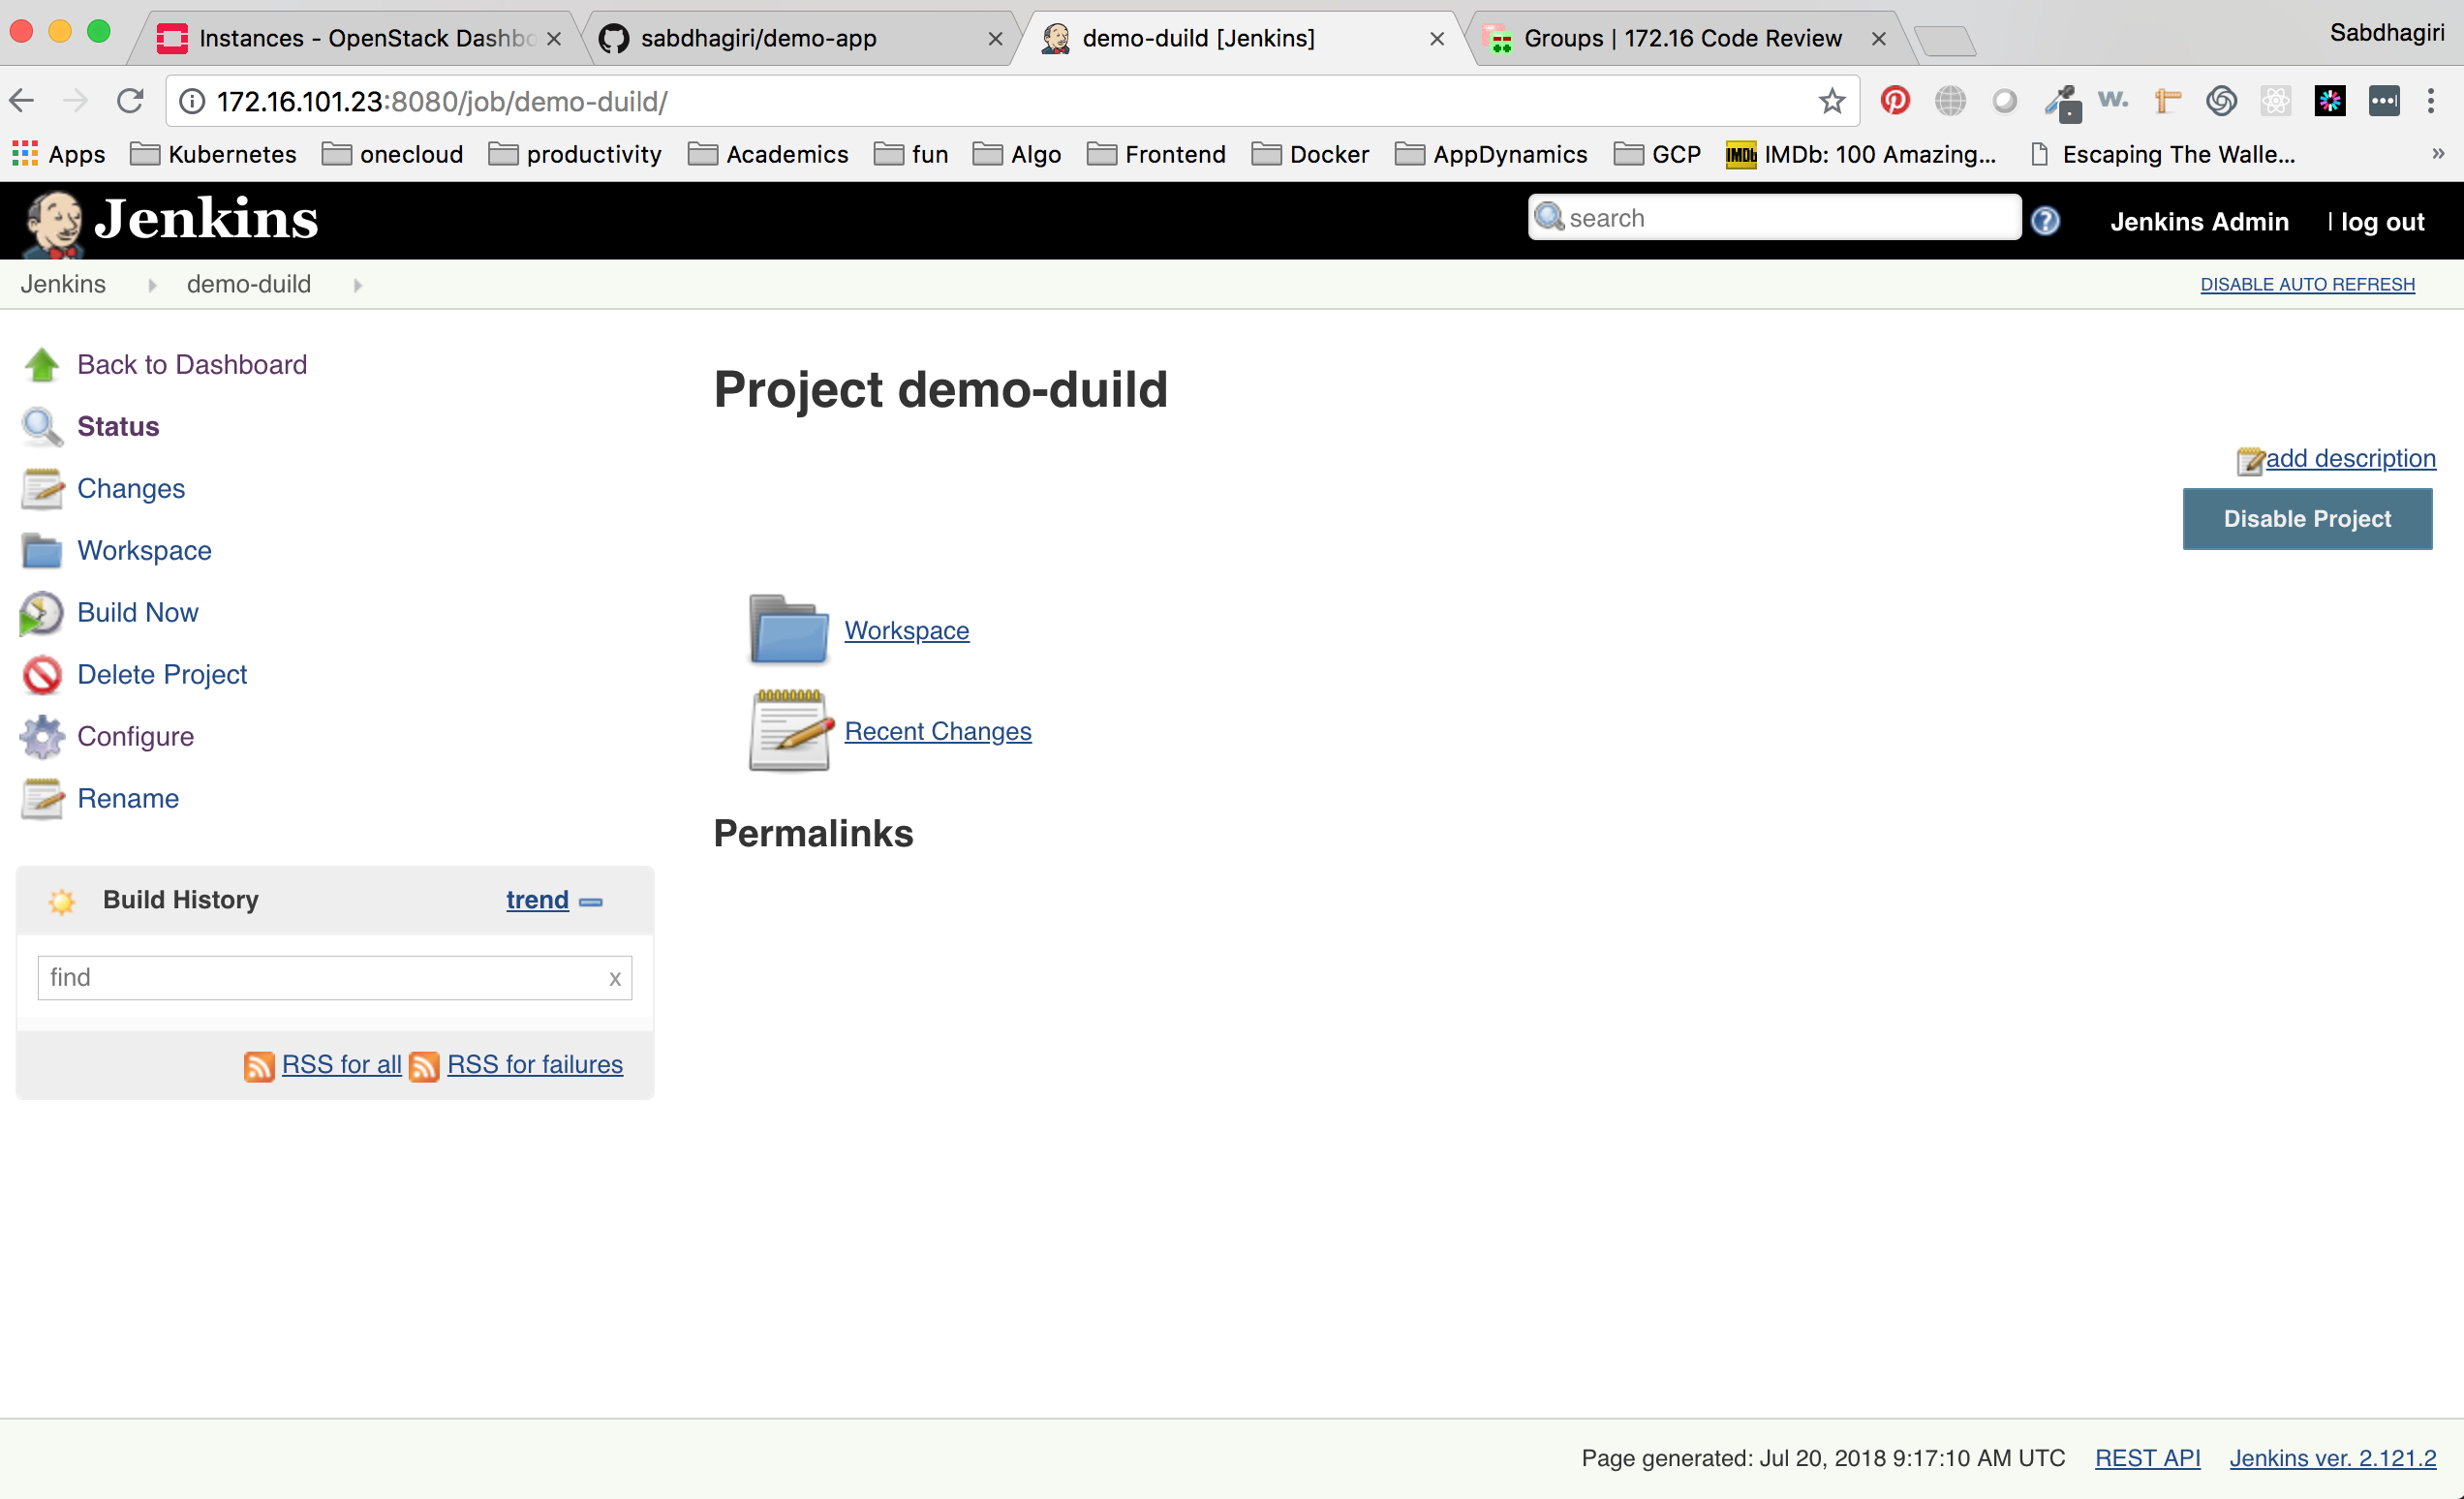 Instances - OpenStack Dashbo
sabdhagiri/demo-app
demo-duild [Jenkins]
Groups | 172.16 Code Review
Sabdhagiri
172.16.101.23:8080/job/demo-duild/
W.
Apps Kubernetes onecloud productivity Academics fun Algo Frontend Docker AppDynamics GCP IMDb IMDb: 100 Amazing... Escaping The Walle... »
Jenkins
search
Jenkins Admin
| log out
Jenkins demo-duild
DISABLE AUTO REFRESH
Back to Dashboard
Status
Changes
Workspace
Build Now
Delete Project
Configure
Rename
Build History trend
find x
RSS for all RSS for failures
Project demo-duild
add description
Disable Project
Workspace
Recent Changes
Permalinks
Page generated: Jul 20, 2018 9:17:10 AM UTC REST API Jenkins ver. 2.121.2